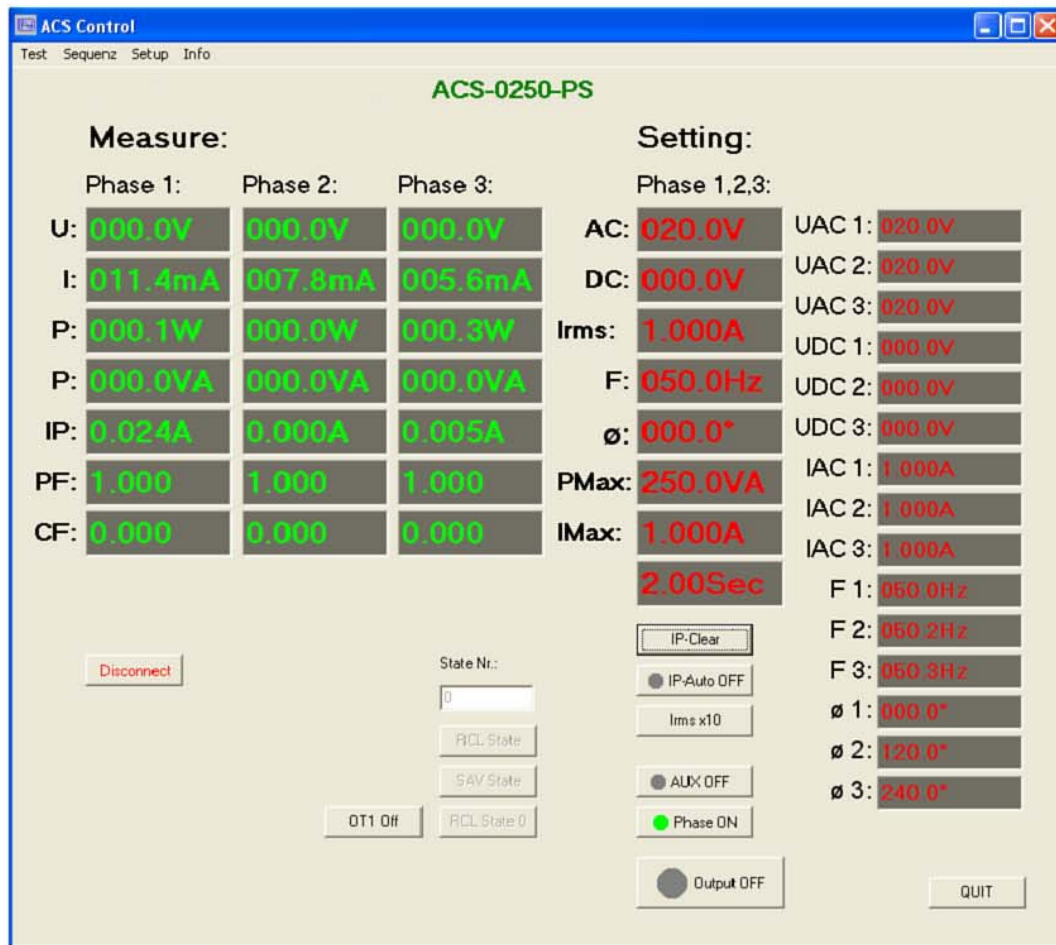 ACS Control
Test Sequenz Setup Info
ACS-0250-PS
Measure: Setting:
Phase 1: Phase 2: Phase 3: Phase 1,2,3:
U: 000.0V 000.0V 000.0V AC: 020.0V UAC 1: 020.0V
I: 011.4mA 007.8mA 005.6mA DC: 000.0V UAC 2: 020.0V
UAC 3: 020.0V
P: 000.1W 000.0W 000.3W Irms: 1.000A UDC 1: 000.0V
P: 000.0VA 000.0VA 000.0VA F: 050.0Hz UDC 2: 000.0V
IP: 0.024A 0.000A 0.005A ø: 000.0° UDC 3: 000.0V
PF: 1.000 1.000 1.000 PMax: 250.0VA IAC 1: 1.000A
IAC 2: 1.000A
CF: 0.000 0.000 0.000 IMax: 1.000A IAC 3: 1.000A
2.00Sec F 1: 050.0Hz
IP-Clear F 2: 050.2Hz
Disconnect State Nr.: IP-Auto OFF F 3: 050.3Hz
0 Irms x10 ø 1: 000.0°
RCL State ø 2: 120.0°
SAV State AUX OFF ø 3: 240.0°
OT1 Off RCL State 0 Phase ON
Output OFF QUIT